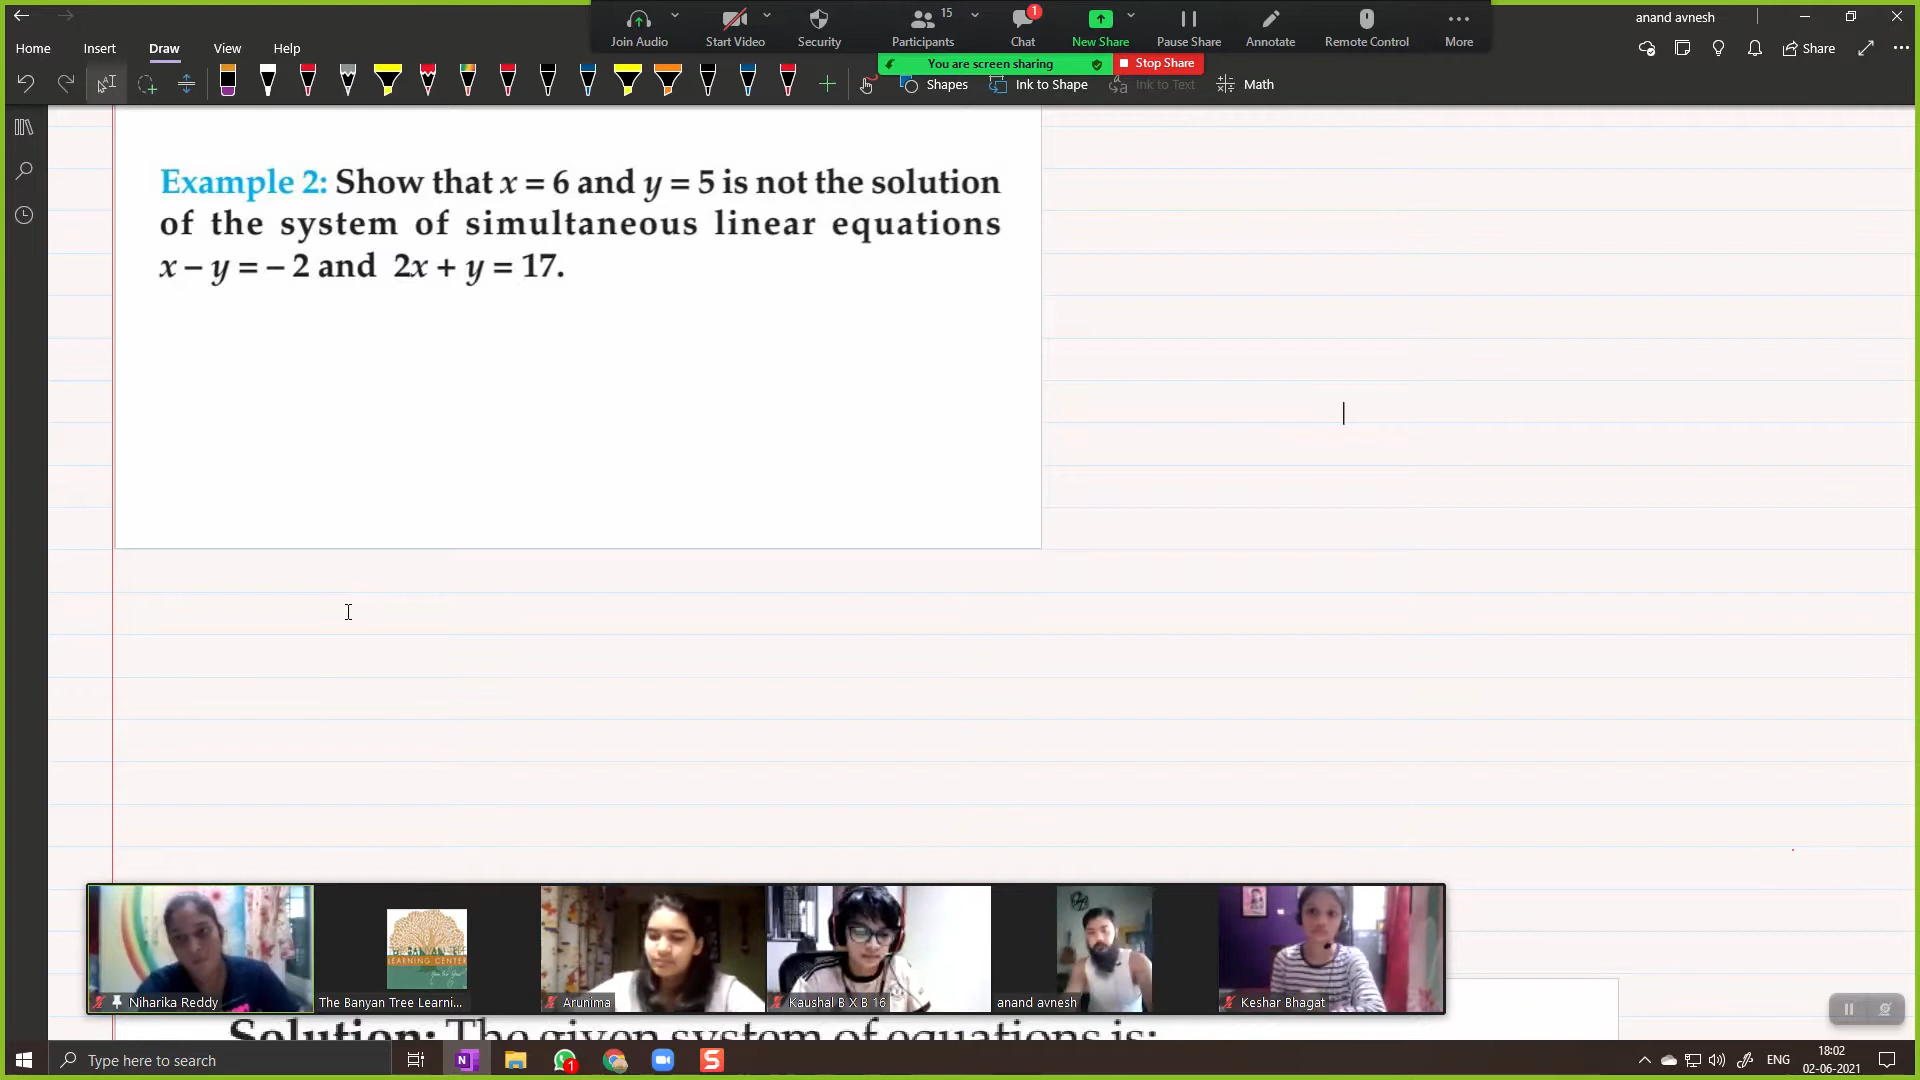 anand avnesh
15
1
Join Audio
Start Video
Security
Participants
Chat
New Share
Pause Share
Annotate
Remote Control
More
Home
Insert
Draw
View
Help
Share
You are screen sharing
Stop Share
Shapes
Ink to Shape
Ink to Text
Math
Example 2: Show that x = 6 and y = 5 is not the solution
of the system of simultaneous linear equations
x – y = – 2 and 2x + y = 17.
LEARNING CENTER
Niharika Reddy
The Banyan Tree Learni...
Arunima
Kaushal B X B 16
anand avnesh
Keshar Bhagat
Solution: The given system of equations is:
Type here to search
N
1
S
ENG
18:02
02-06-2021